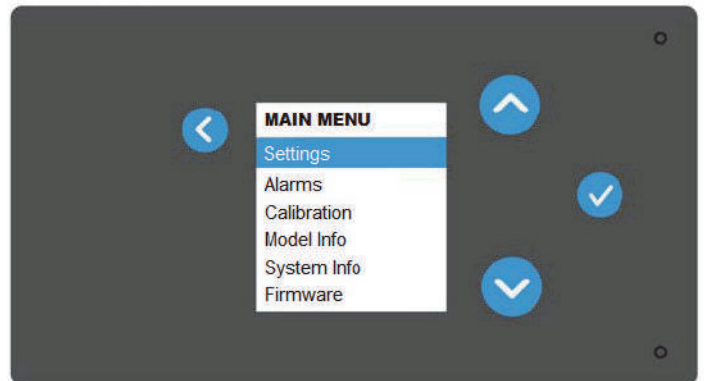 MAIN MENU
Settings
Alarms
Calibration
Model Info
System Info
Firmware